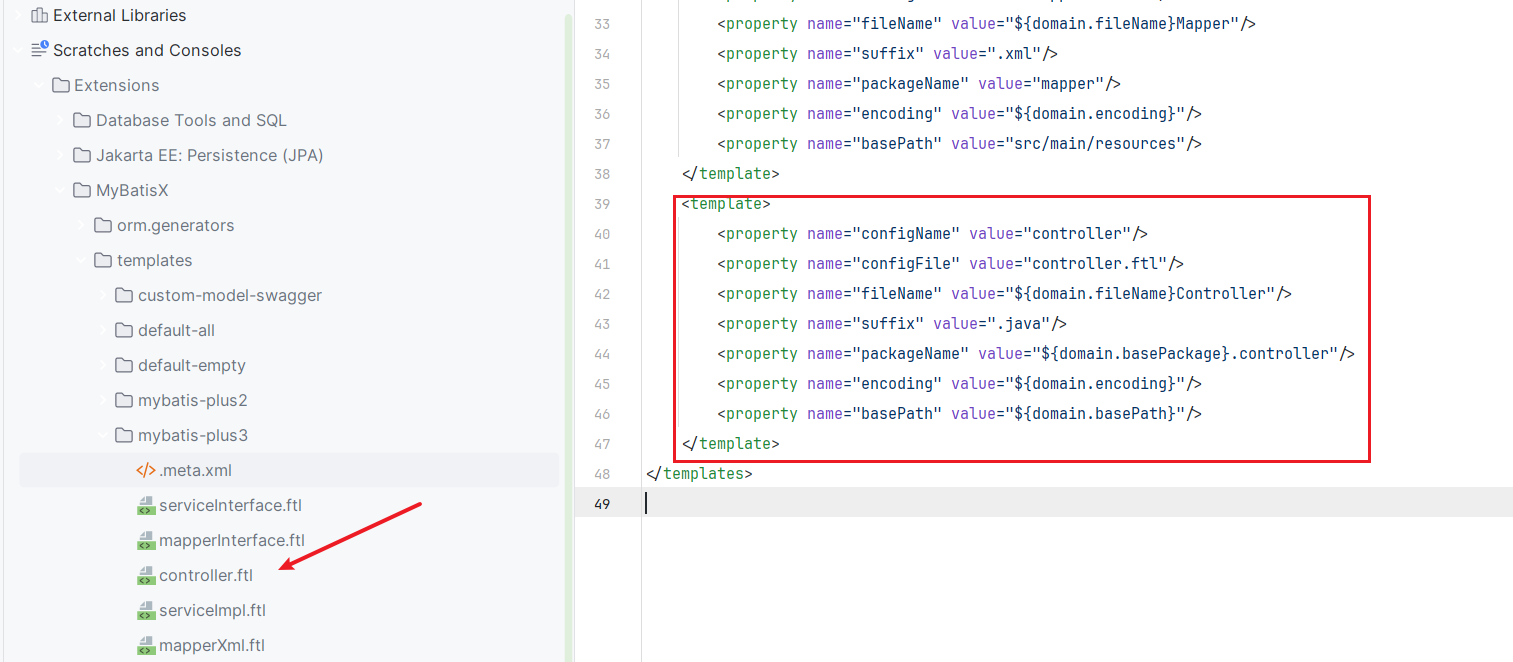 External Libraries
Scratches and Consoles
Extensions
Database Tools and SQL
Jakarta EE: Persistence (JPA)
MyBatisX
orm.generators
templates
custom-model-swagger
default-all
default-empty
mybatis-plus2
mybatis-plus3
.meta.xml
serviceInterface.ftl
mapperInterface.ftl
controller.ftl
serviceImpl.ftl
mapperXml.ftl
33 <property name="fileName" value="${domain.fileName}Mapper"/>
34 <property name="suffix" value=".xml"/>
35 <property name="packageName" value="mapper"/>
36 <property name="encoding" value="${domain.encoding}"/>
37 <property name="basePath" value="src/main/resources"/>
38 </template>
39 <template>
40 <property name="configName" value="controller"/>
41 <property name="configFile" value="controller.ftl"/>
42 <property name="fileName" value="${domain.fileName}Controller"/>
43 <property name="suffix" value=".java"/>
44 <property name="packageName" value="${domain.basePackage}.controller"/>
45 <property name="encoding" value="${domain.encoding}"/>
46 <property name="basePath" value="${domain.basePath}"/>
47 </template>
48 </templates>
49